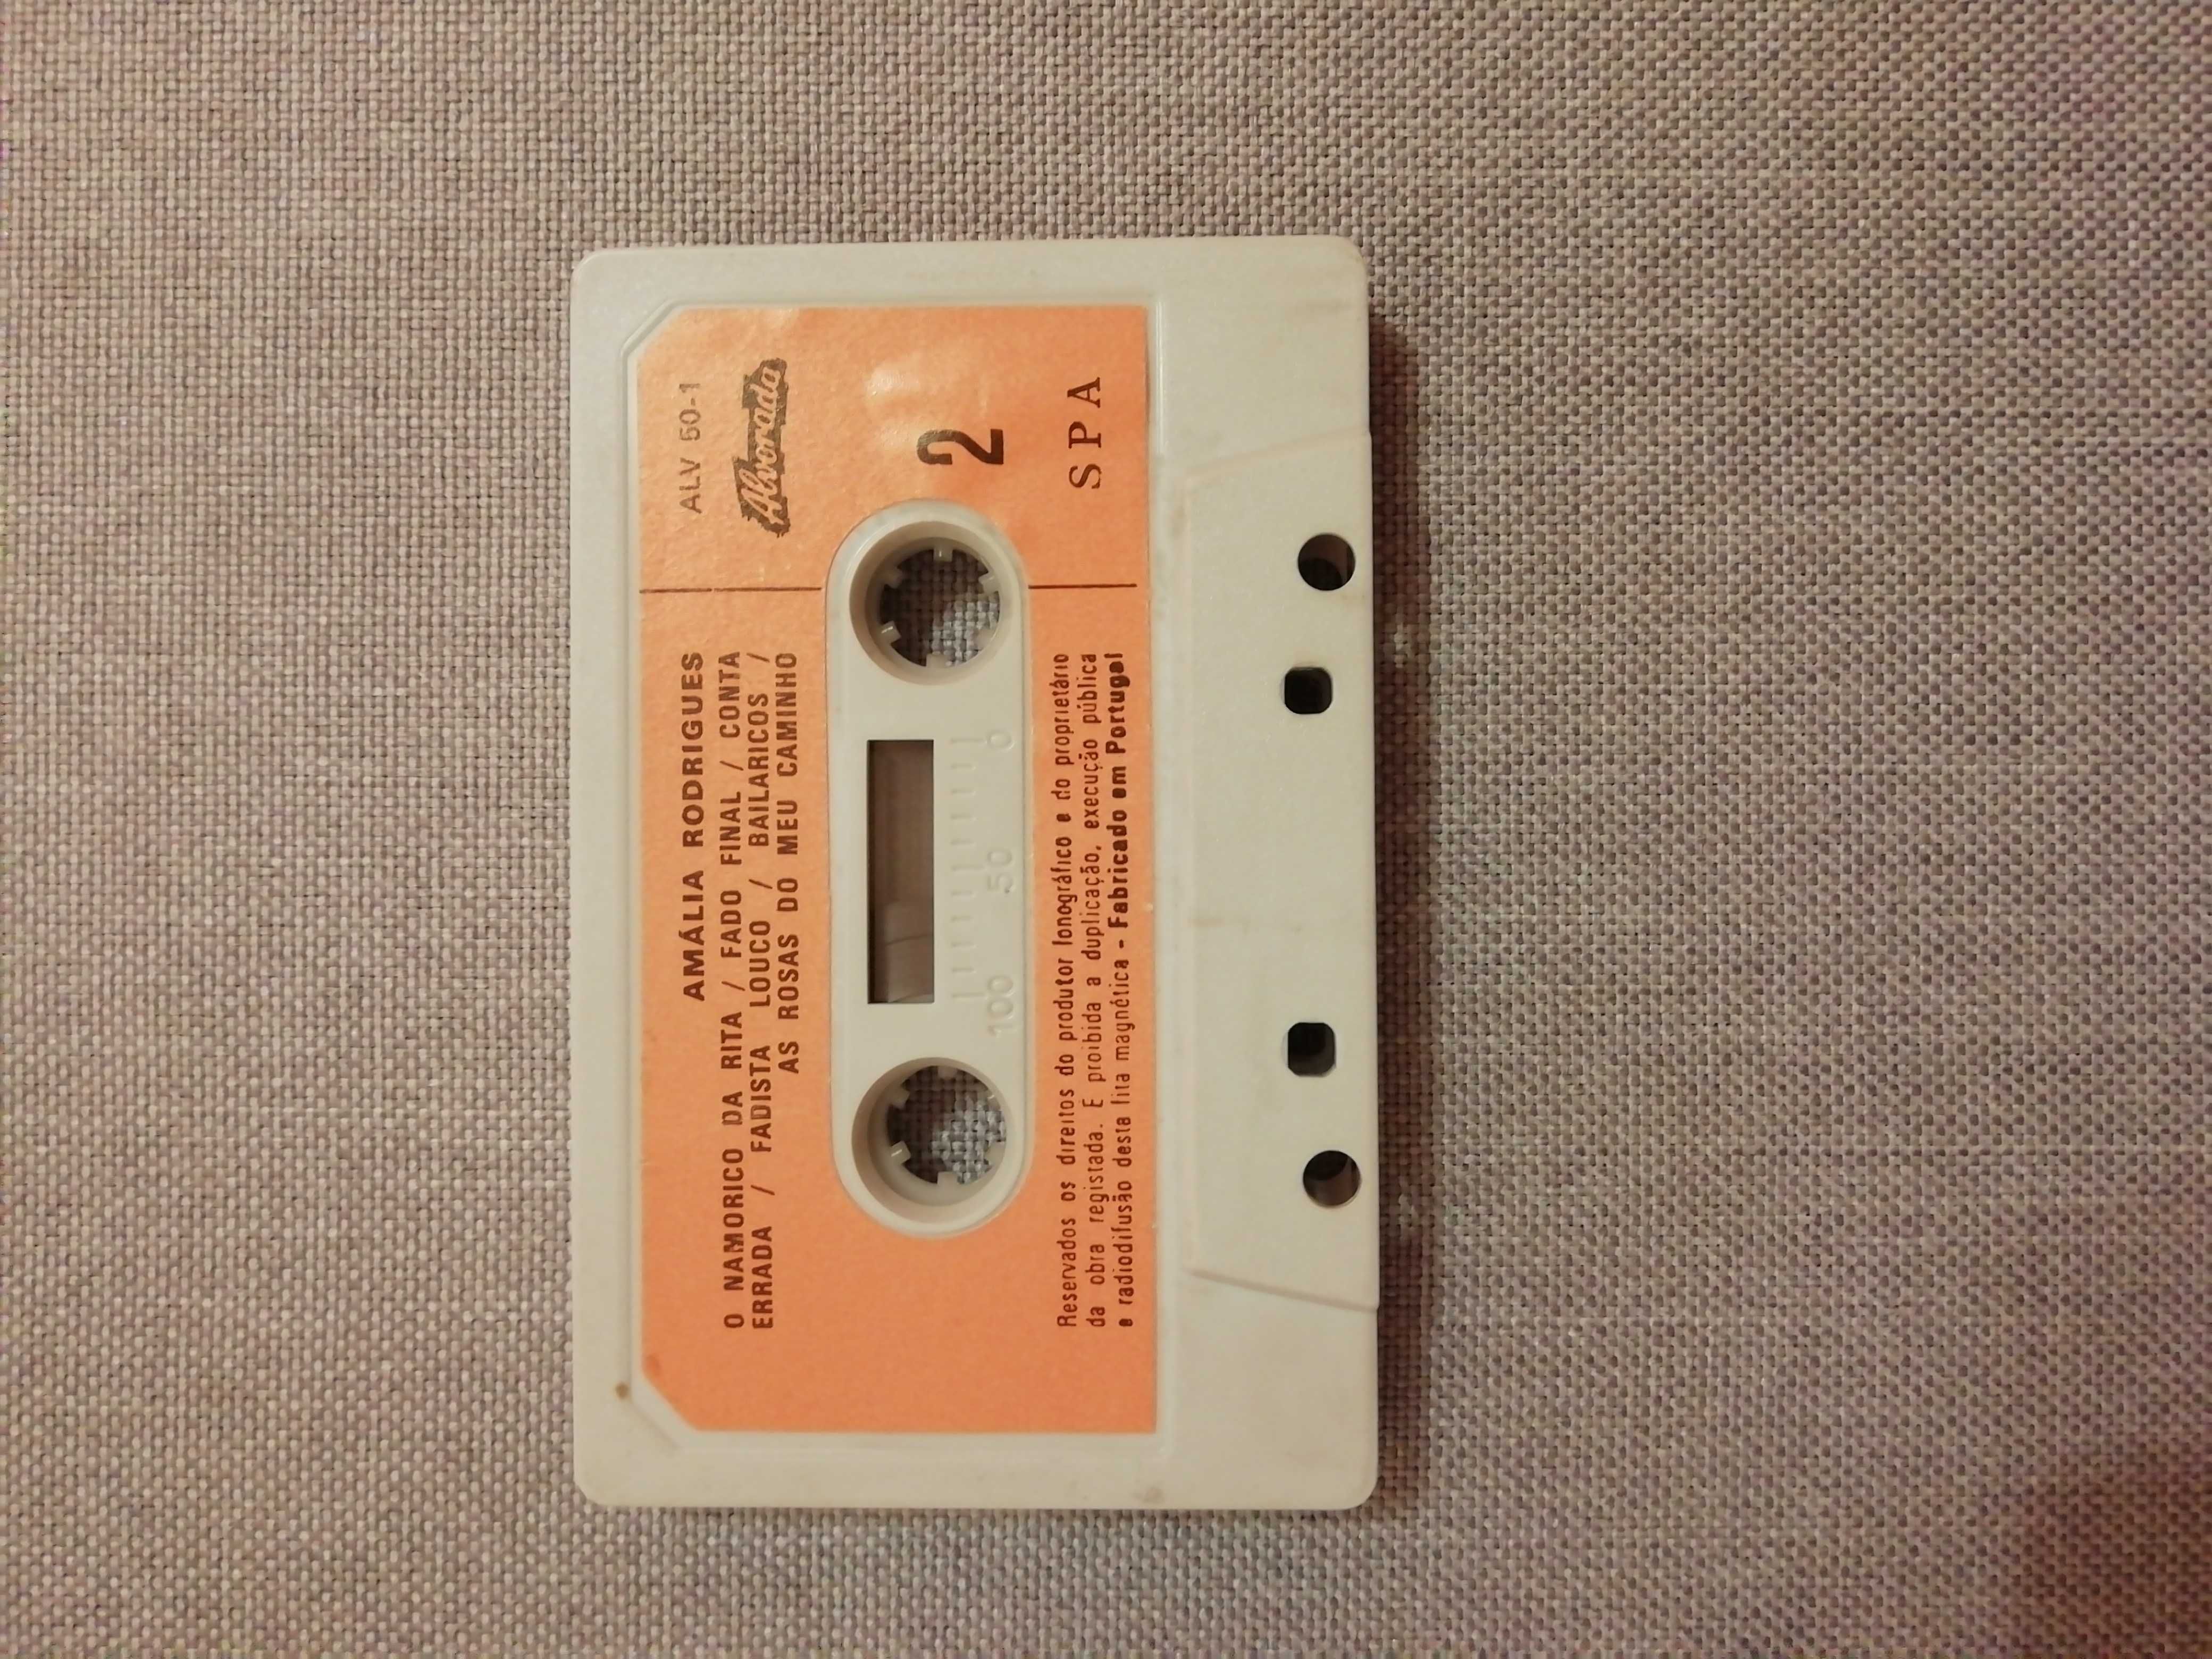 AMÁLIA RODRIGUES
O NAMORICO DA RITA / FADO FINAL / CONTA
ERRADA / FADISTA LOUCO / BAILARICOS /
AS ROSAS DO MEU CAMINHO
ALV 50-1
Alvorada
2
100 50 0
S P A
Reservados os direitos do produtor fonográfico e do proprietário
da obra registada. E proibida a duplicação, execução pública
e radiodifusão desta fita magnética - Fabricado em Portugal